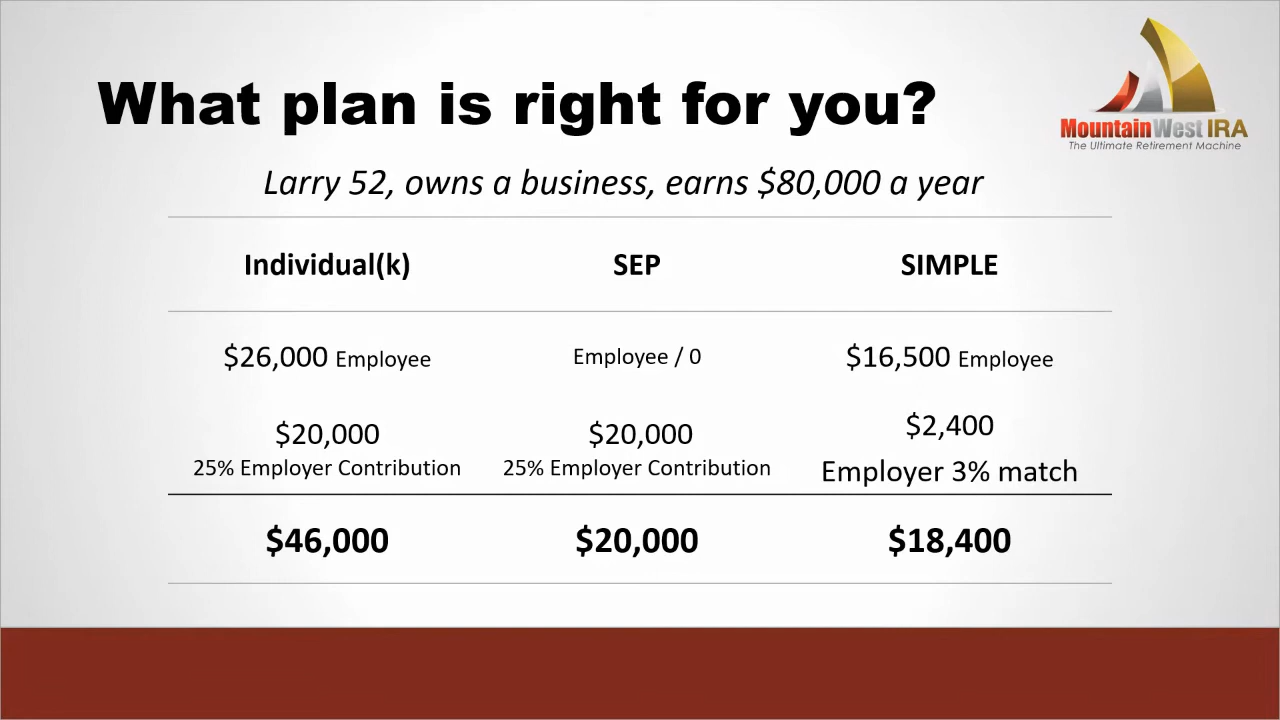 What plan is right for you?
MountainWest IRA
The Ultimate Retirement Machine
Larry 52, owns a business, earns $80,000 a year
Individual(k) SEP SIMPLE
$26,000 Employee Employee / 0 $16,500 Employee
$20,000 $20,000 $2,400
25% Employer Contribution 25% Employer Contribution Employer 3% match
$46,000 $20,000 $18,400